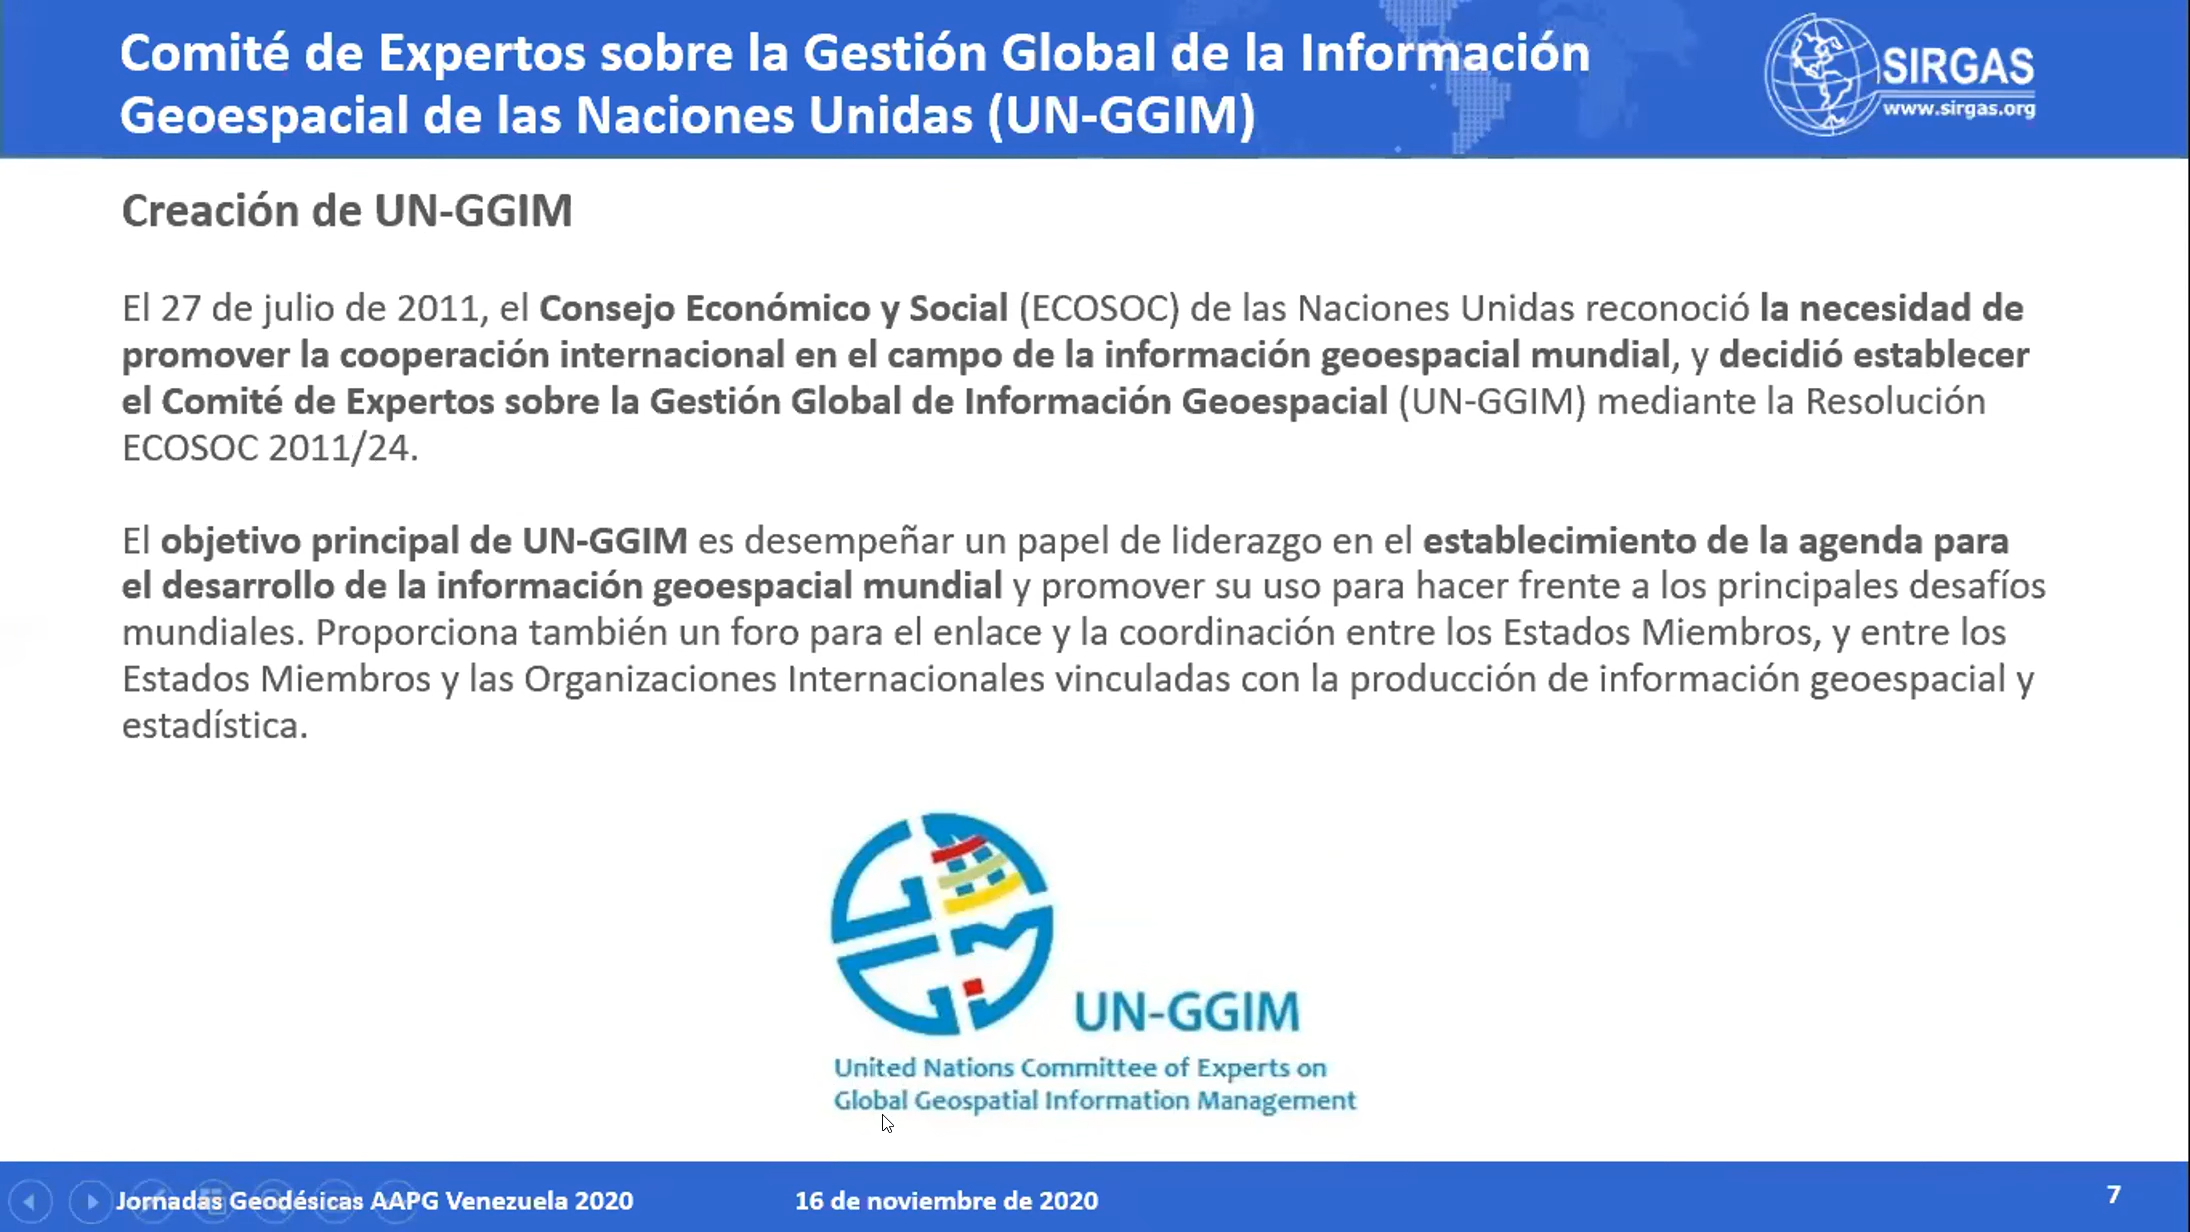 Comité de Expertos sobre la Gestión Global de la Información
Geoespacial de las Naciones Unidas (UN-GGIM)
SIRGAS
www.sirgas.org
Creación de UN-GGIM
El 27 de julio de 2011, el Consejo Económico y Social (ECOSOC) de las Naciones Unidas reconoció la necesidad de
promover la cooperación internacional en el campo de la información geoespacial mundial, y decidió establecer
el Comité de Expertos sobre la Gestión Global de Información Geoespacial (UN-GGIM) mediante la Resolución
ECOSOC 2011/24.
El objetivo principal de UN-GGIM es desempeñar un papel de liderazgo en el establecimiento de la agenda para
el desarrollo de la información geoespacial mundial y promover su uso para hacer frente a los principales desafíos
mundiales. Proporciona también un foro para el enlace y la coordinación entre los Estados Miembros, y entre los
Estados Miembros y las Organizaciones Internacionales vinculadas con la producción de información geoespacial y
estadística.
UN-GGIM
United Nations Committee of Experts on
Global Geospatial Information Management
Jornadas Geodésicas AAPG Venezuela 2020
16 de noviembre de 2020
7